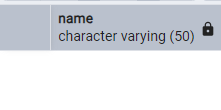 name
character varying (50)